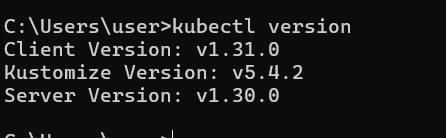 C:\Users\user>kubectl version
Client Version: v1.31.0
Kustomize Version: v5.4.2
Server Version: v1.30.0